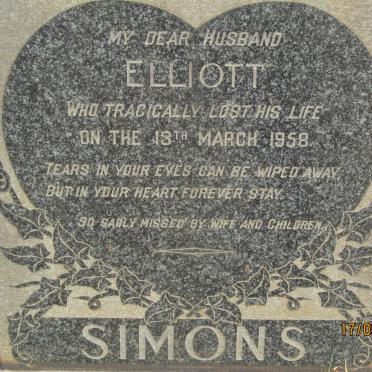 MY DEAR HUSBAND
ELLIOTT
WHO TRAGICALLY LOST HIS LIFE
ON THE 13TH MARCH 1958.
TEARS IN YOUR EYES CAN BE WIPED AWAY,
BUT IN YOUR HEART FOREVER STAY.
SO SADLY MISSED BY WIFE AND CHILDREN.
SIMONS
17/0